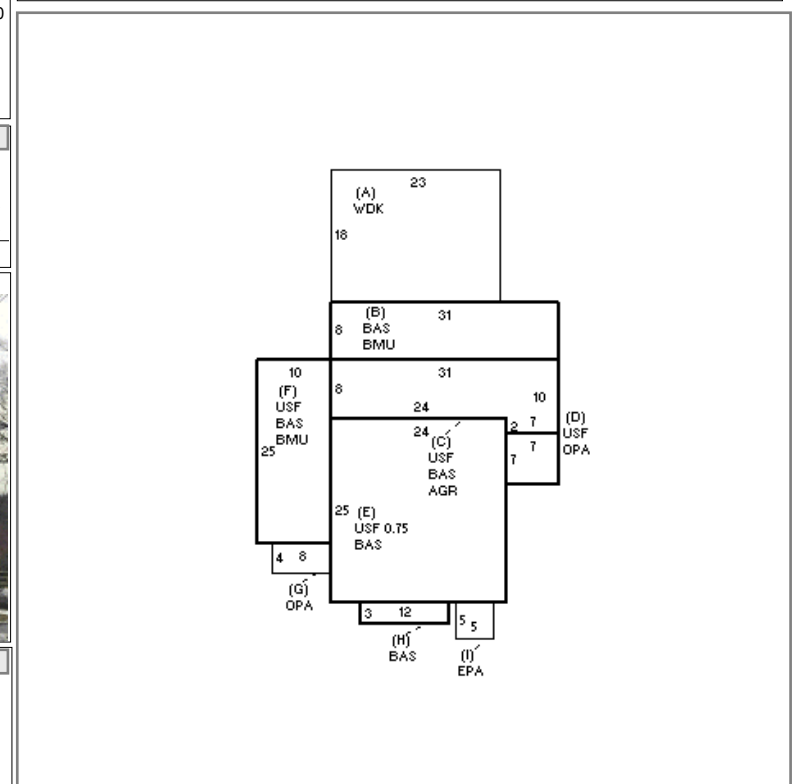 0
23
(A)
WDK
18
(B)
BAS
BMU
31
8
10
31
8
(F)
USF
BAS
BMU
25
10
24
2
7
(D)
USF
OPA
24
(C)
USF
BAS
AGR
7
7
25
(E)
USF 0.75
BAS
4
8
(G)
OPA
3
12
(H)
BAS
5
5
(I)
EPA